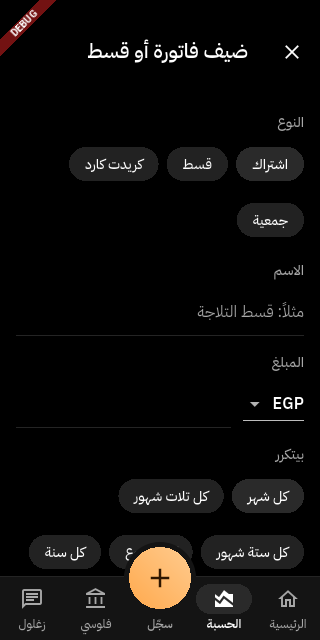 DEBUG
ضيف فاتورة أو قسط
النوع
اشتراك
قسط
كريدت كارد
جمعية
الاسم
مثلاً: قسط التلاجة
المبلغ
EGP
بيتكرر
كل شهر
كل تلات شهور
كل ستة شهور
كل سنة
الرئيسية
الحسبة
سجّل
فلوسي
زغلول